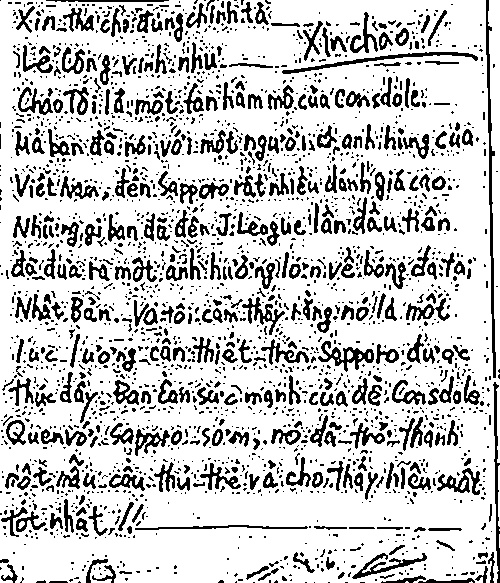 Xin tha cho đúng chính tả
Xin chào.!!
Lê Công vinh như
Chào Tôi là một fan hâm mộ của Consdole.
Mà bạn đã nói với một người có anh hùng của
Việt Nam, đến Sapporo rất nhiều đánh giá cao.
Những gì bạn đã đến J.League lần đầu tiên
đã đưa ra một ảnh hưởng lớn về bóng đá tại
Nhật Bản. Và tôi cảm thấy rằng nó là một
lực lượng cần thiết trên Sapporo được
thúc đẩy. Bạn cần sức mạnh của để Consdole.
Quen với Sapporo sớm, nó đã trở thành
một mẫu cầu thủ trẻ và cho thấy hiệu suất
tốt nhất !!